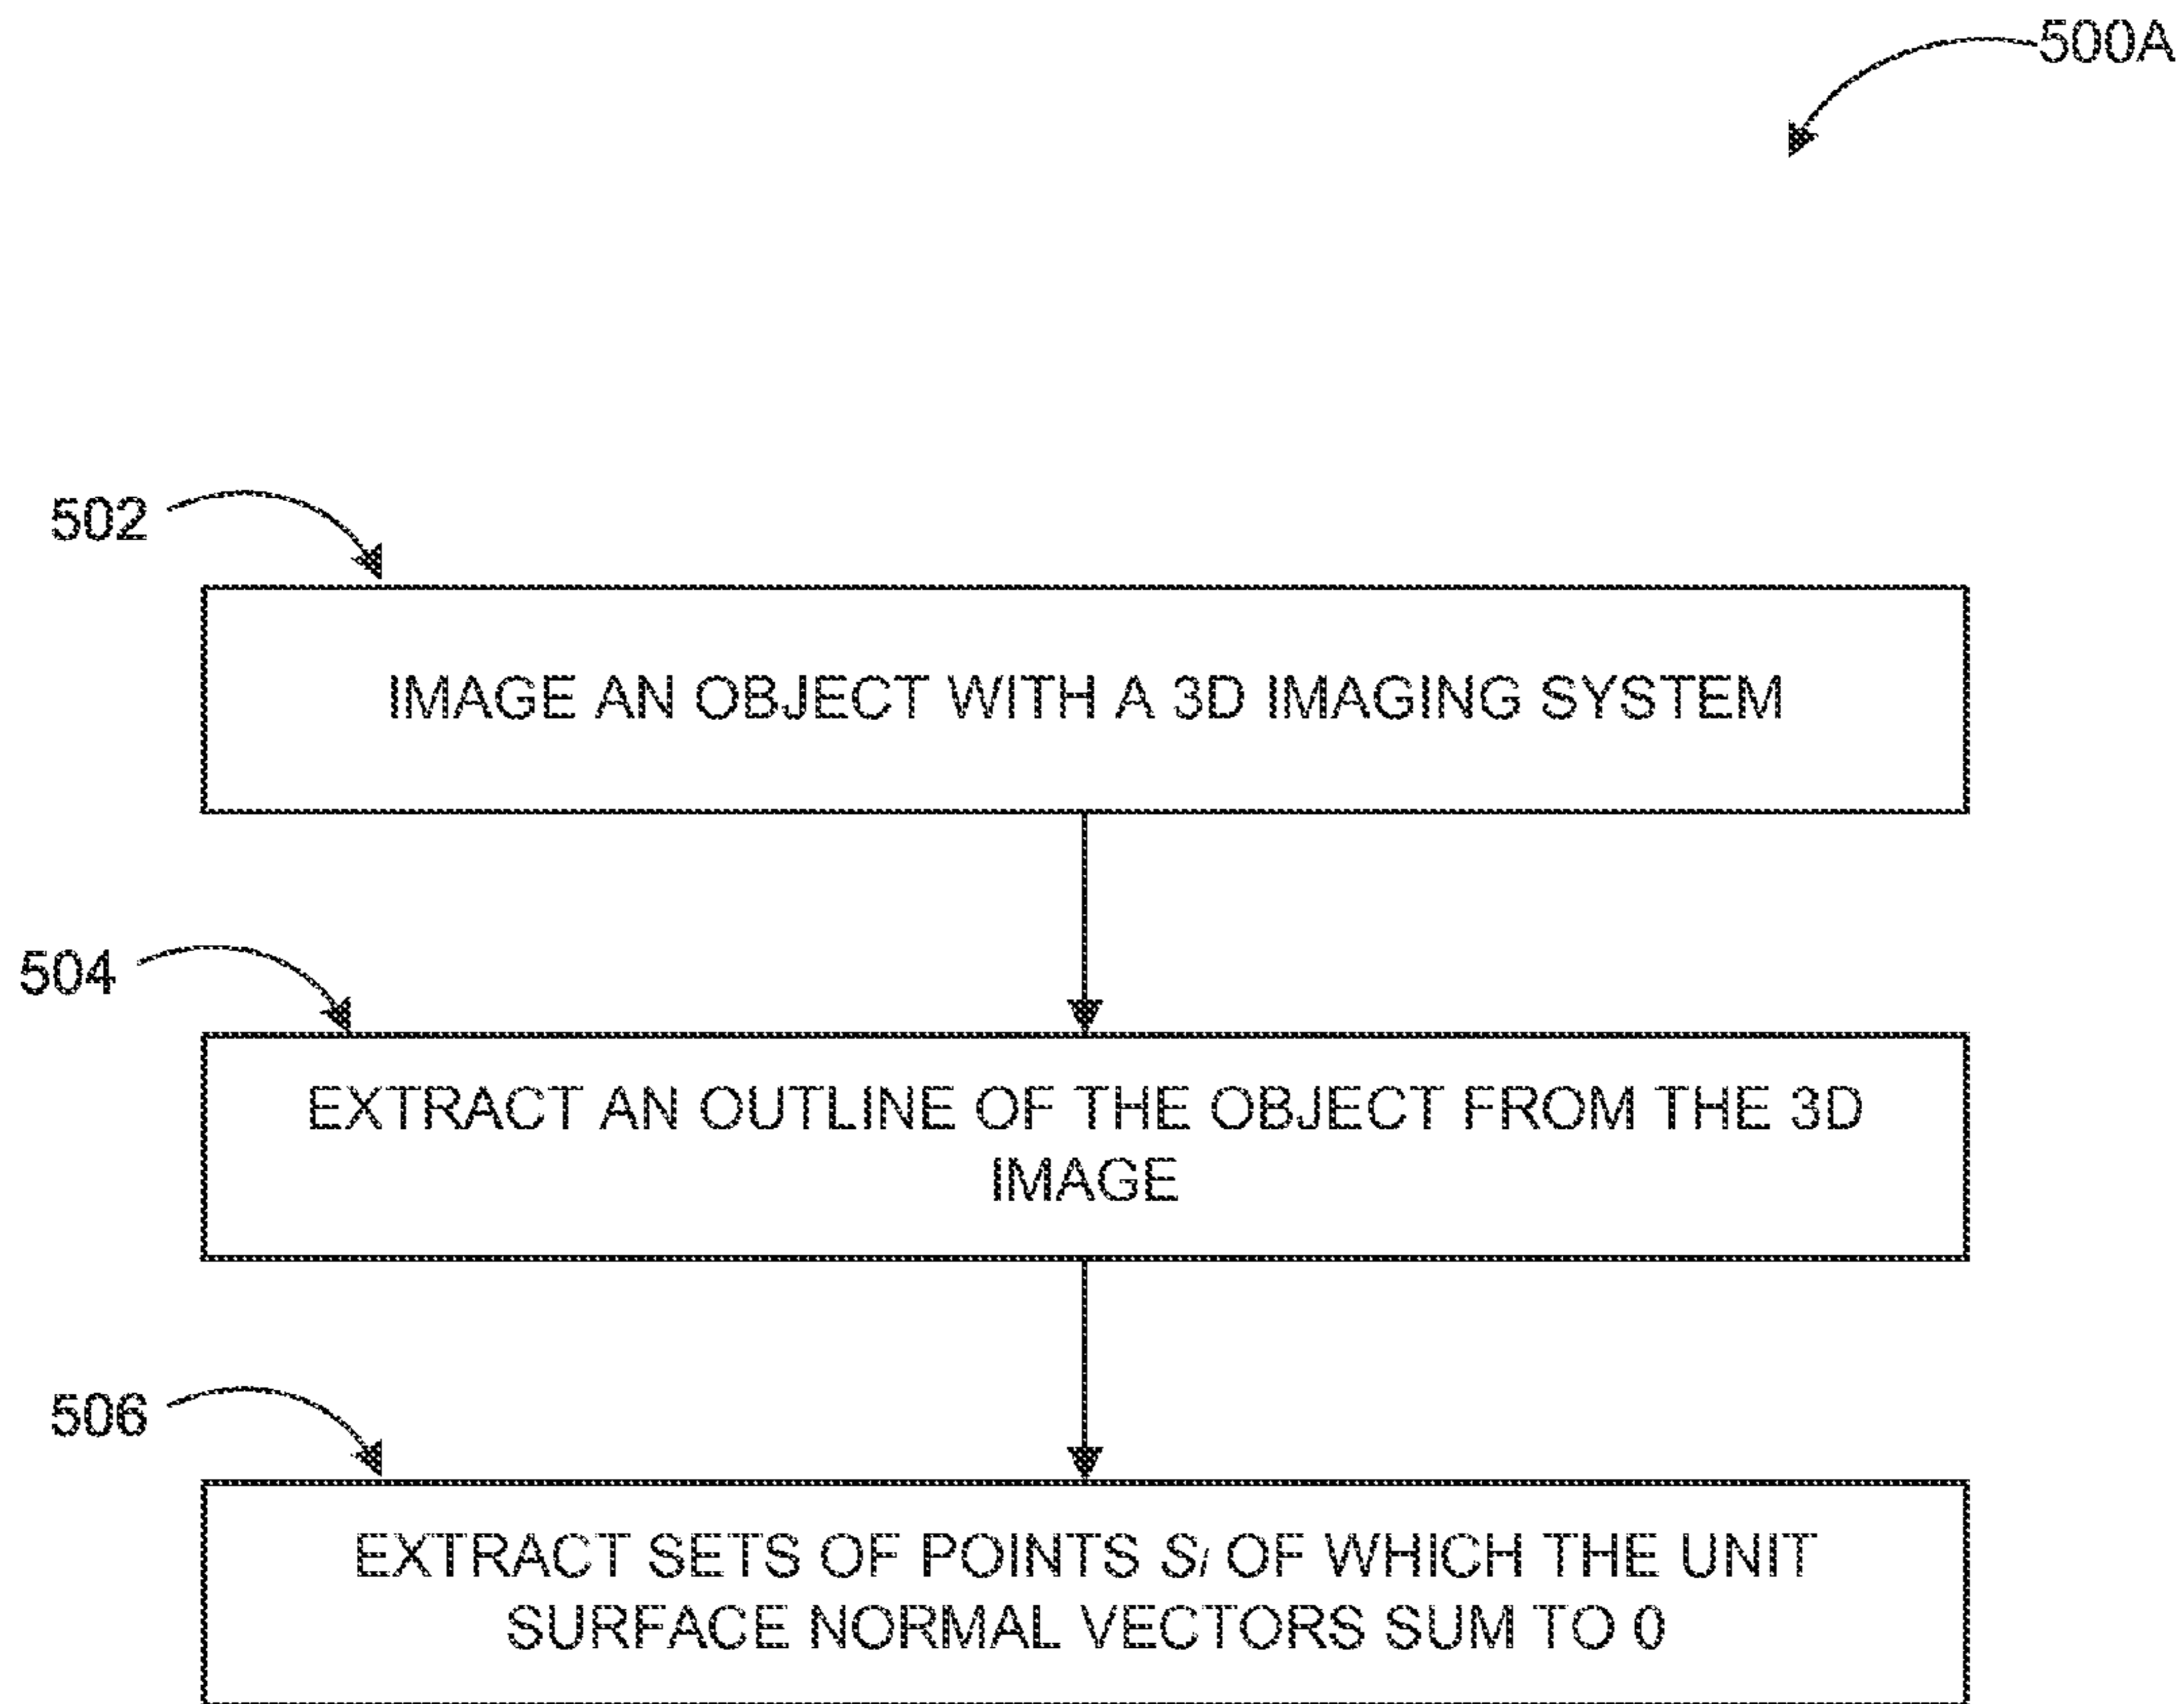 500A
502
IMAGE AN OBJECT WITH A 3D IMAGING SYSTEM
504
EXTRACT AN OUTLINE OF THE OBJECT FROM THE 3D
IMAGE
506
EXTRACT SETS OF POINTS Si OF WHICH THE UNIT
SURFACE NORMAL VECTORS SUM TO 0